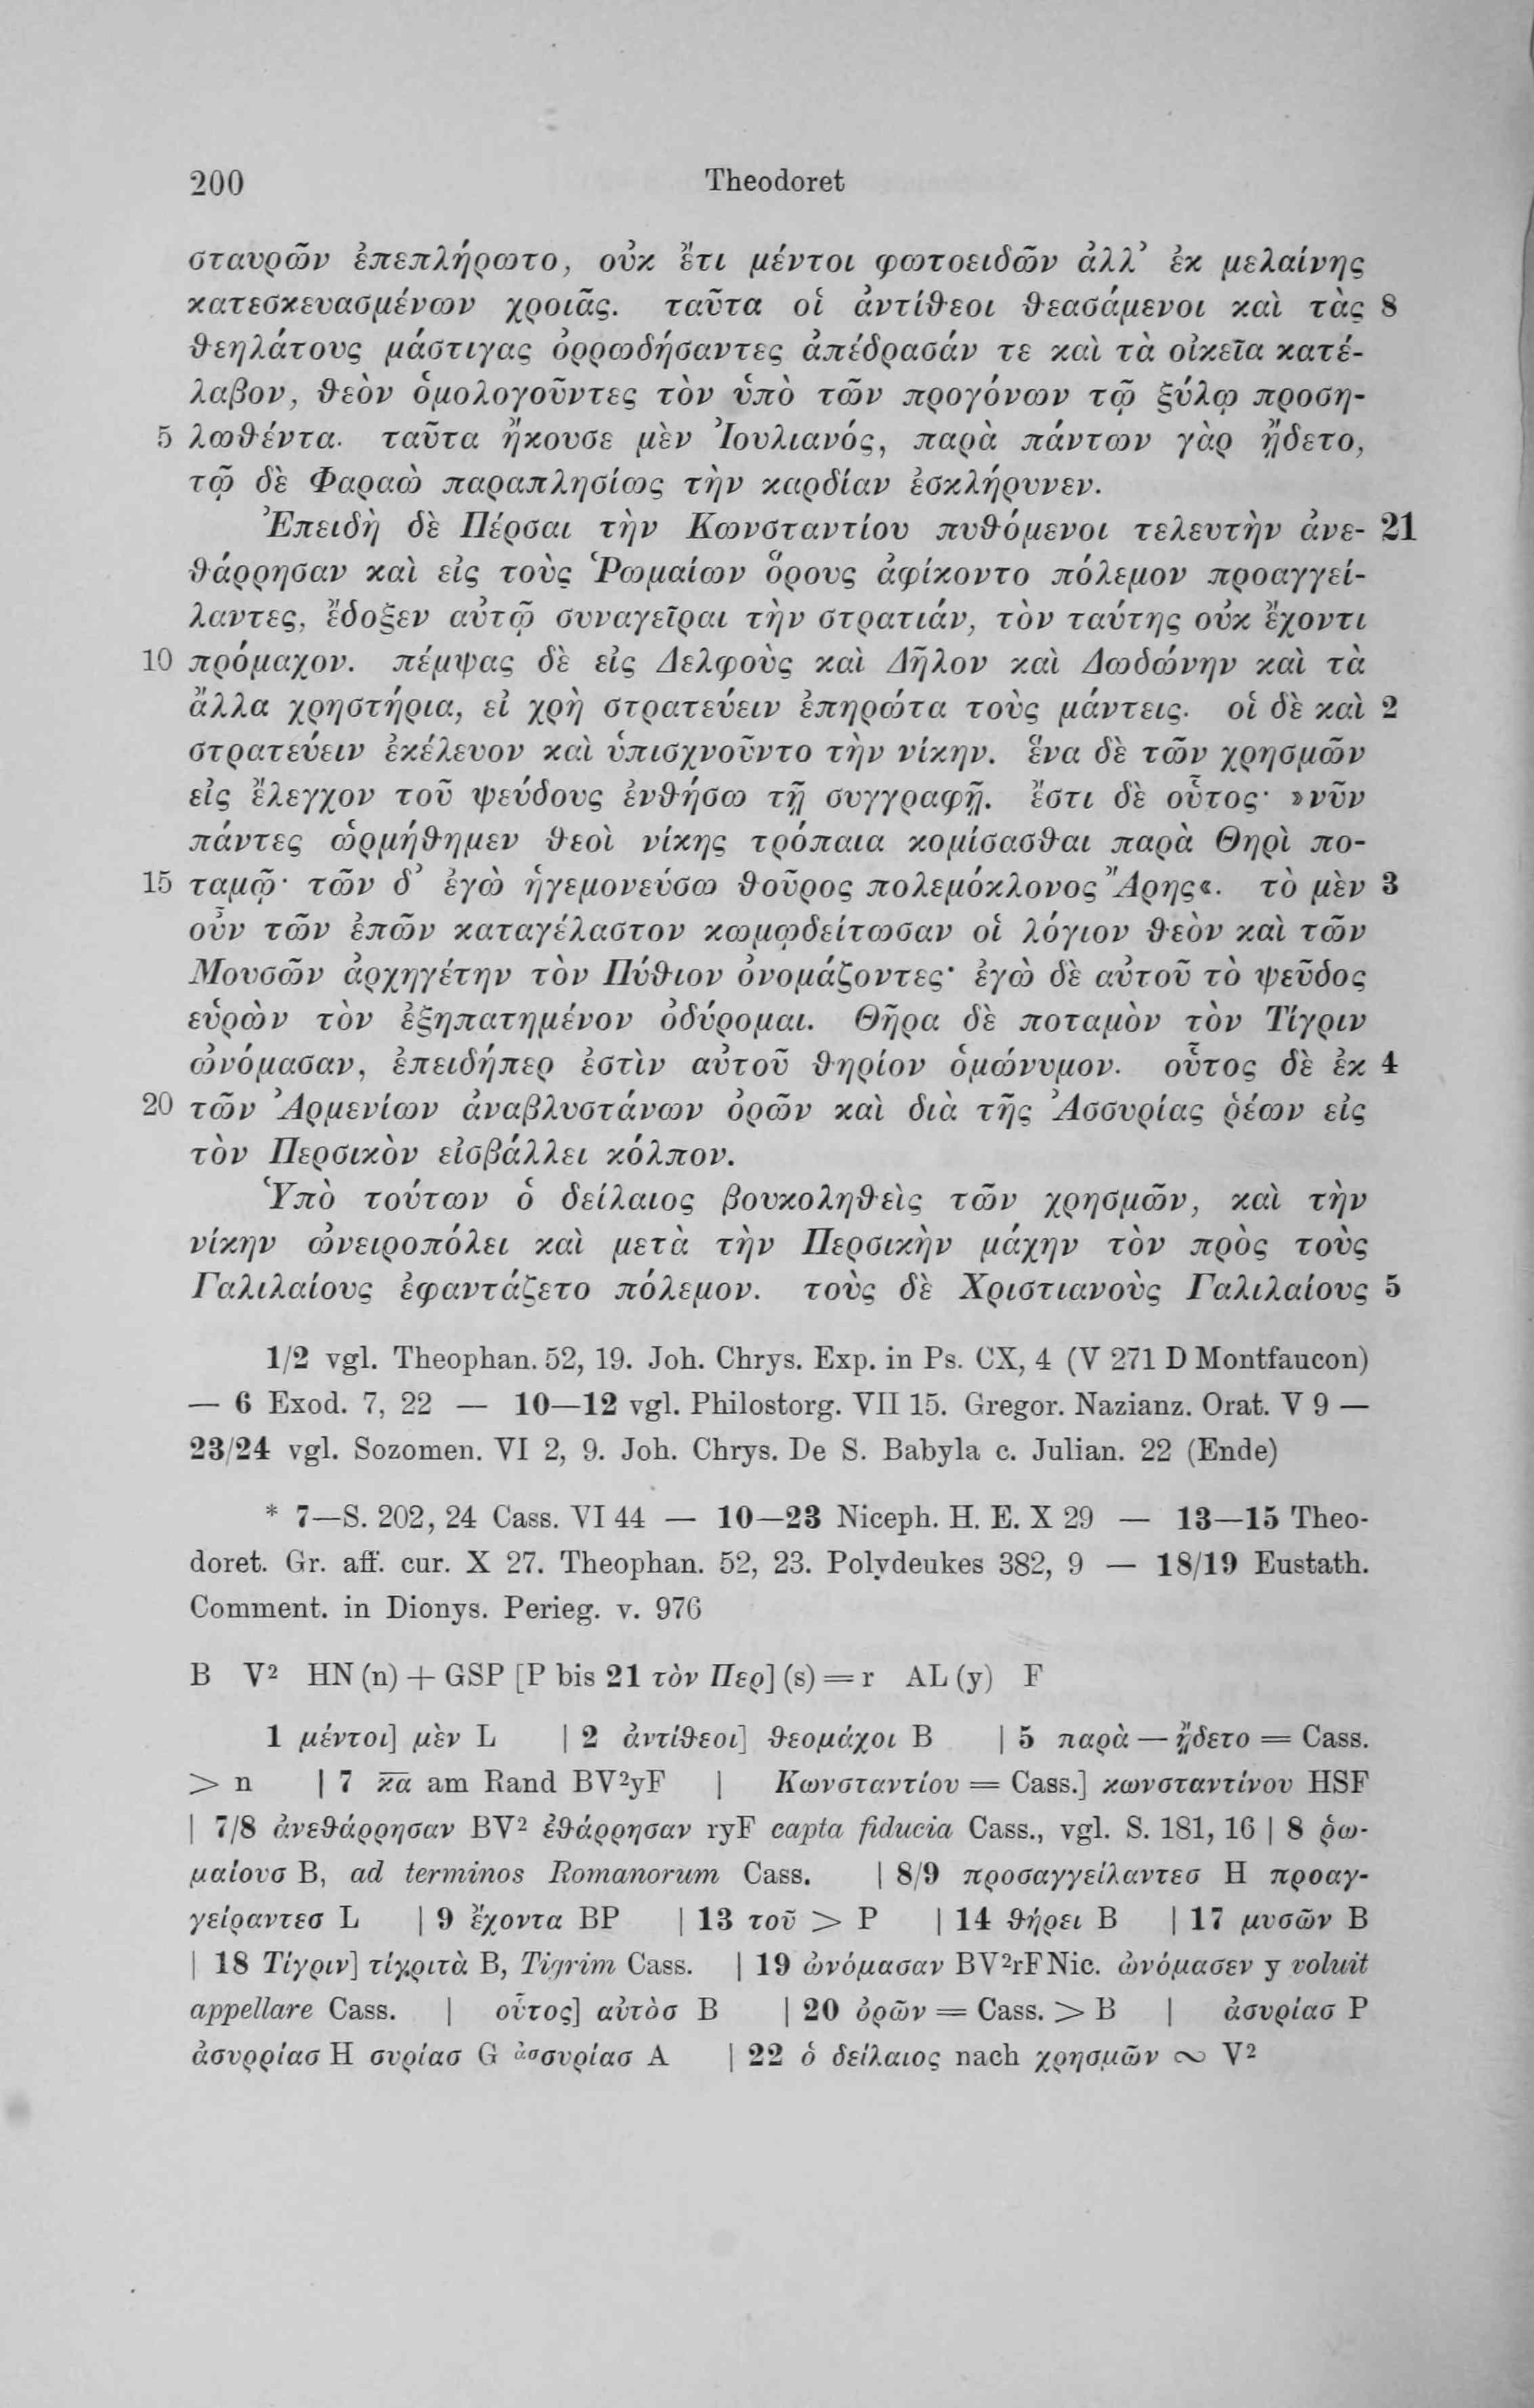 200 Theodoret
σταυρῶν ἐπεπλήρωτο, οὐκ ἔτι μέντοι φωτοειδῶν ἀλλ’ ἐκ μελαίνης
κατεσκευασμένων χροιᾶς. ταῦτα οἱ ἀντίθεοι θεασάμενοι καὶ τὰς 8
θεηλάτους μάστιγας ὀρρωδήσαντες ἀπέδρασάν τε καὶ τὰ οἰκεῖα κατέ-
λαβον, θεὸν ὁμολογοῦντες τὸν ὑπὸ τῶν προγόνων τῷ ξύλῳ προση-
5 λωθέντα. ταῦτα ἤκουσε μὲν Ἰουλιανός, παρὰ πάντων γὰρ ᾔδετο,
τῷ δὲ Φαραὼ παραπλησίως τὴν καρδίαν ἐσκλήρυνεν.
Ἐπειδὴ δὲ Πέρσαι τὴν Κωνσταντίου πυθόμενοι τελευτὴν ἀνε- 21
θάρρησαν καὶ εἰς τοὺς Ῥωμαίων ὅρους ἀφίκοντο πόλεμον προαγγεί-
λαντες, ἔδοξεν αὐτῷ συναγεῖραι τὴν στρατιάν, τὸν ταύτης οὐκ ἔχοντι
10 πρόμαχον. πέμψας δὲ εἰς Δελφοὺς καὶ Δῆλον καὶ Δωδώνην καὶ τὰ
ἄλλα χρηστήρια, εἰ χρὴ στρατεύειν ἐπηρώτα τοὺς μάντεις. οἱ δὲ καὶ 2
στρατεύειν ἐκέλευον καὶ ὑπισχνοῦντο τὴν νίκην. ἕνα δὲ τῶν χρησμῶν
εἰς ἔλεγχον τοῦ ψεύδους ἐνθήσω τῇ συγγραφῇ. ἔστι δὲ οὗτος· »νῦν
πάντες ὡρμήθημεν θεοὶ νίκης τρόπαια κομίσασθαι παρὰ Θηρὶ πο-
15 ταμῷ· τῶν δ’ ἐγὼ ἡγεμονεύσω θοῦρος πολεμόκλονος Ἄρης«. τὸ μὲν 3
οὖν τῶν ἐπῶν καταγέλαστον κωμῳδείτωσαν οἱ λόγιον θεὸν καὶ τῶν
Μουσῶν ἀρχηγέτην τὸν Πύθιον ὀνομάζοντες· ἐγὼ δὲ αὐτοῦ τὸ ψεῦδος
εὑρὼν τὸν ἐξηπατημένον ὀδύρομαι. Θῆρα δὲ ποταμὸν τὸν Τίγριν
ὠνόμασαν, ἐπειδήπερ ἐστὶν αὐτοῦ θηρίον ὁμώνυμον. οὗτος δὲ ἐκ 4
20 τῶν Ἀρμενίων ἀναβλυστάνων ὀρῶν καὶ διὰ τῆς Ἀσσυρίας ῥέων εἰς
τὸν Περσικὸν εἰσβάλλει κόλπον.
Ὑπὸ τούτων ὁ δείλαιος βουκοληθεὶς τῶν χρησμῶν, καὶ τὴν
νίκην ὠνειροπόλει καὶ μετὰ τὴν Περσικὴν μάχην τὸν πρὸς τοὺς
Γαλιλαίους ἐφαντάζετο πόλεμον. τοὺς δὲ Χριστιανοὺς Γαλιλαίους 5
1/2 vgl. Theophan. 52, 19. Joh. Chrys. Exp. in Ps. CX, 4 (V 271 D Montfaucon)
— 6 Exod. 7, 22 — 10—12 vgl. Philostorg. VII 15. Gregor. Nazianz. Orat. V 9 —
23/24 vgl. Sozomen. VI 2, 9. Joh. Chrys. De S. Babyla c. Julian. 22 (Ende)
* 7—S. 202, 24 Cass. VI 44 — 10—23 Niceph. H. E. X 29 — 13—15 Theo-
doret. Gr. aff. cur. X 27. Theophan. 52, 23. Polydeukes 382, 9 — 18/19 Eustath.
Comment. in Dionys. Perieg. v. 976
B V² HN (n) + GSP [P bis 21 τὸν Περ] (s) = r AL (y) F
1 μέντοι] μὲν L | 2 ἀντίθεοι] θεομάχοι B | 5 παρὰ — ᾔδετο = Cass.
> n | 7 κα am Rand BV²yF | Κωνσταντίου = Cass.] κωνσταντίνου HSF
| 7/8 ἀνεθάρρησαν BV² ἐθάρρησαν ryF capta fiducia Cass., vgl. S. 181, 16 | 8 ῥω-
μαίουσ B, ad terminos Romanorum Cass. | 8/9 προσαγγείλαντεσ H προαγ-
γείραντεσ L | 9 ἔχοντα BP | 13 τοῦ > P | 14 θήρει B | 17 μυσῶν B
| 18 Τίγριν] τίγριτὰ B, Tigrim Cass. | 19 ὠνόμασαν BV²rF Nic. ὠνόμασεν y voluit
appellare Cass. | οὗτος] αὐτὸσ B | 20 ὀρῶν = Cass. > B | ἀσυρίασ P
ἀσυρρίασ H συρίασ G ἀσσυρίασ A | 22 ὁ δείλαιος nach χρησμῶν ∾ V²